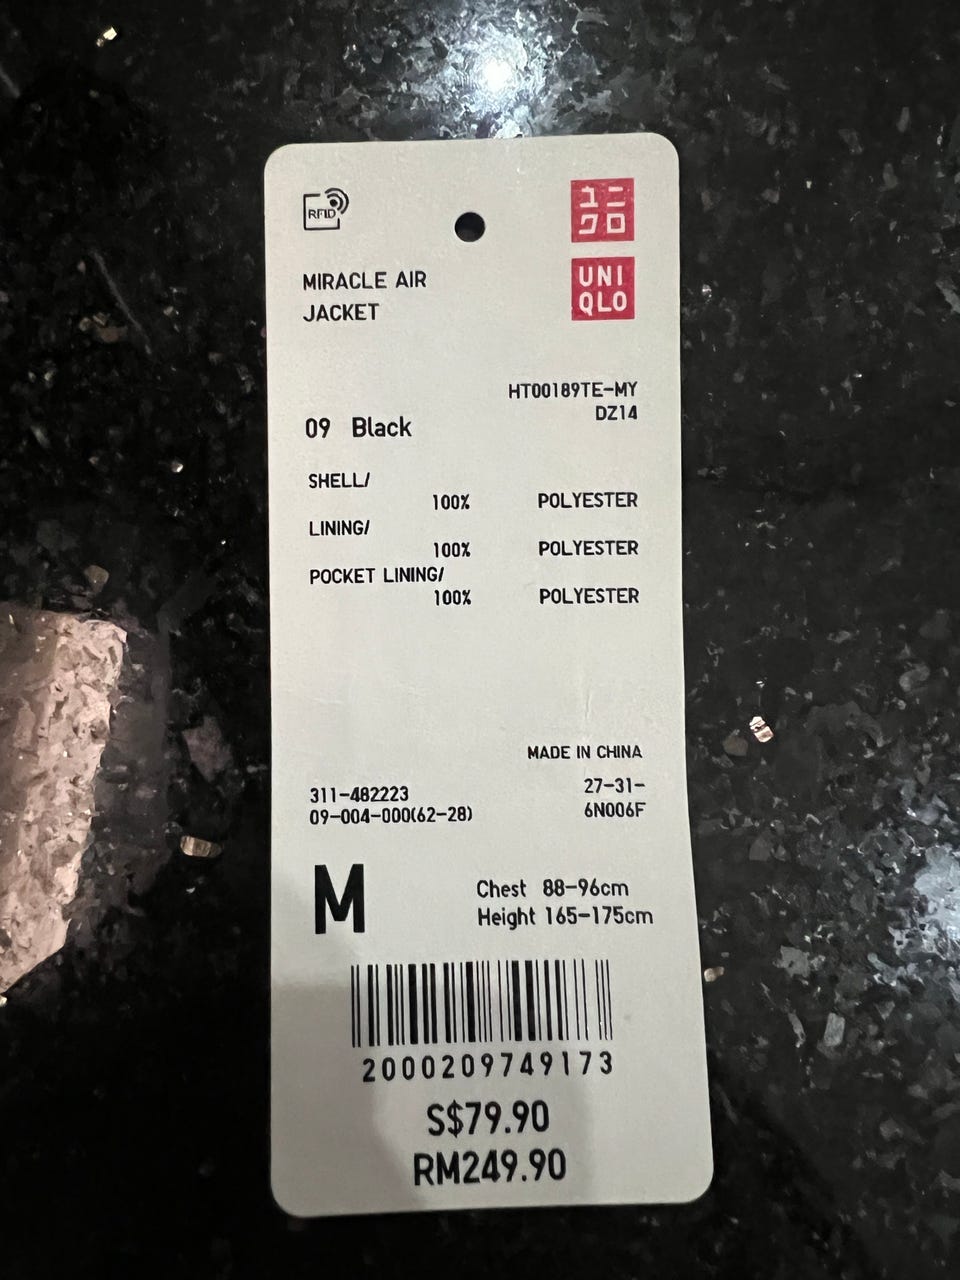 RFID
ユニ
クロ
UNI
QLO
MIRACLE AIR
JACKET
HT00189TE-MY
DZ14
09 Black
SHELL/
100% POLYESTER
LINING/
100% POLYESTER
POCKET LINING/
100% POLYESTER
MADE IN CHINA
311-482223
09-004-000(62-28)
27-31-
6N006F
M
Chest 88-96cm
Height 165-175cm
2000209749173
S$79.90
RM249.90